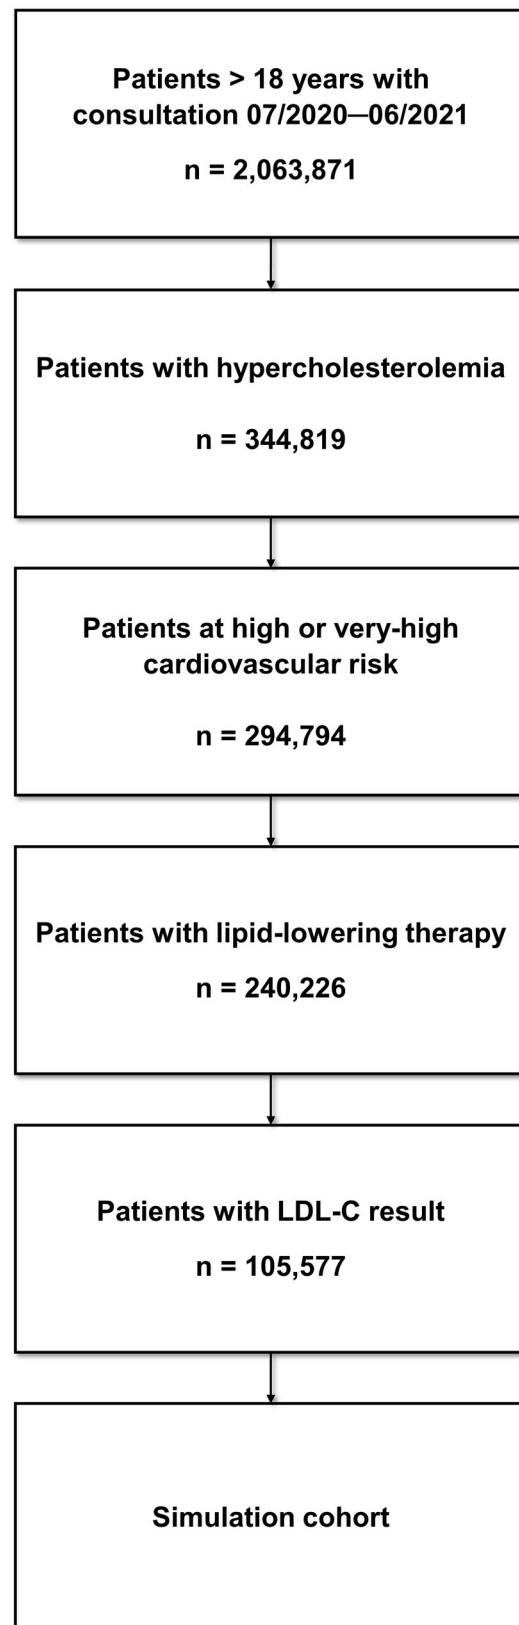 Patients > 18 years with
consultation 07/2020–06/2021
n = 2,063,871
Patients with hypercholesterolemia
n = 344,819
Patients at high or very-high
cardiovascular risk
n = 294,794
Patients with lipid-lowering therapy
n = 240,226
Patients with LDL-C result
n = 105,577
Simulation cohort